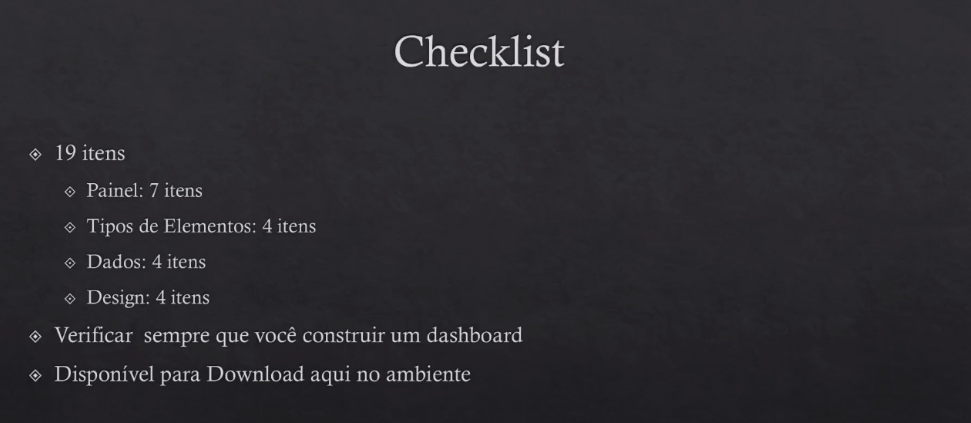 Checklist
19 itens
Painel: 7 itens
Tipos de Elementos: 4 itens
Dados: 4 itens
Design: 4 itens
Verificar  sempre que você construir um dashboard
Disponível para Download aqui no ambiente